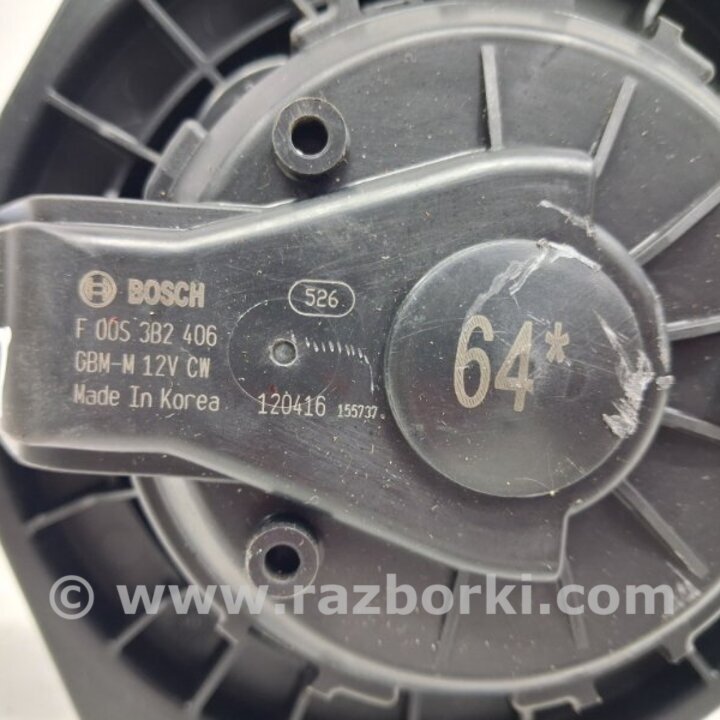 BOSCH
526
F 00S 3B2 406
GBM-M 12V CW
Made In Korea
120416 155737
64*
© www.razborki.com